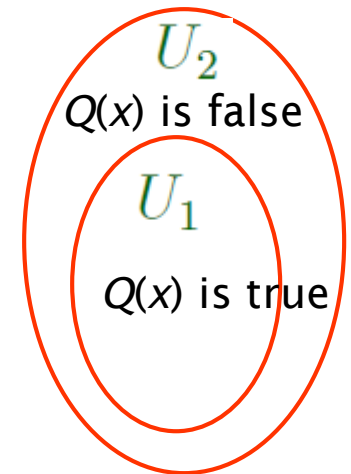 U₂
Q(x) is false
U₁
Q(x) is true